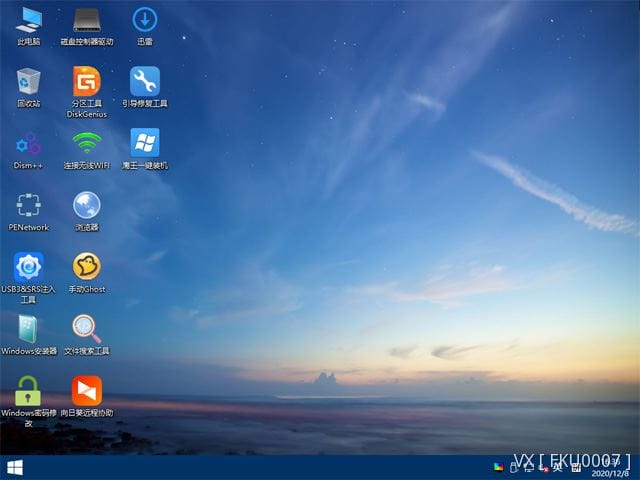 此电脑
磁盘控制器驱动
迅雷
回收站
分区工具
DiskGenius
引导修复工具
Dism++
连接无线WIFI
鹰王一键装机
PENetwork
浏览器
USB3&SRS注入
工具
手动Ghost
Windows安装器
文件搜索工具
Windows密码修
改
向日葵远程协助
英
VX [ FKU0007 ]
2020/12/8